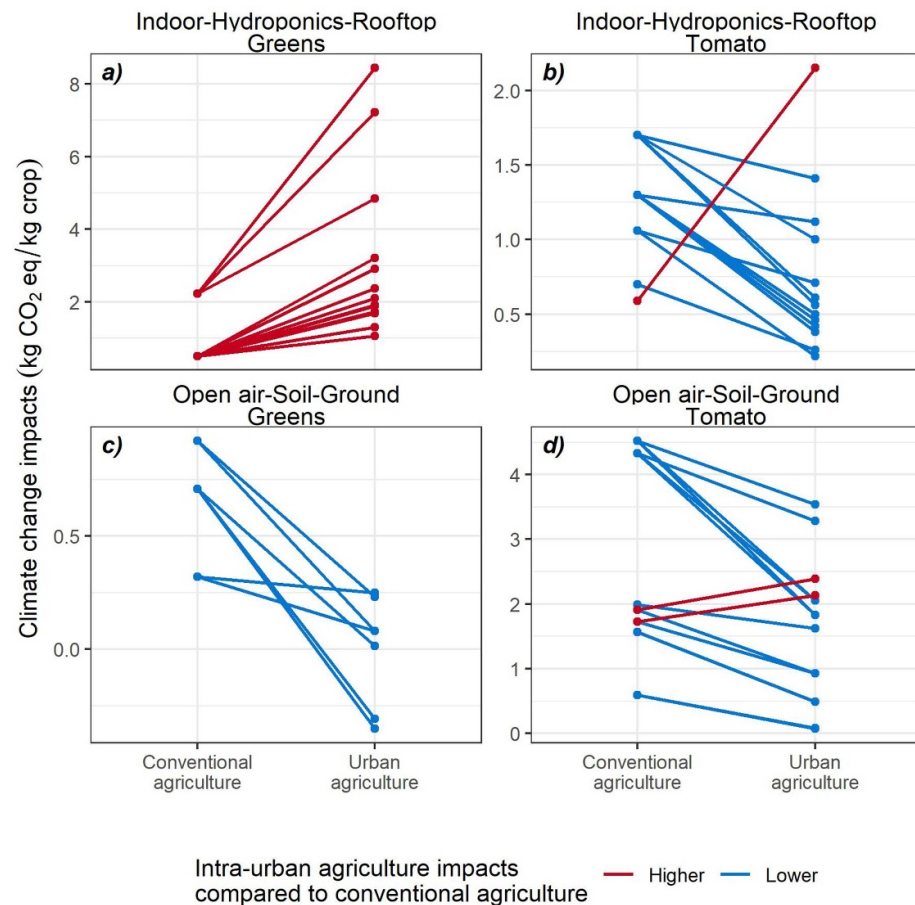 Indoor-Hydroponics-Rooftop
Greens
Indoor-Hydroponics-Rooftop
Tomato
a)
b)
8
6
4
2
2.0
1.5
1.0
0.5
Climate change impacts (kg CO₂ eq/kg crop)
Open air-Soil-Ground
Greens
Open air-Soil-Ground
Tomato
c)
d)
0.5
0.0
4
3
2
1
0
Conventional
agriculture
Urban
agriculture
Conventional
agriculture
Urban
agriculture
Intra-urban agriculture impacts
compared to conventional agriculture
Higher
Lower